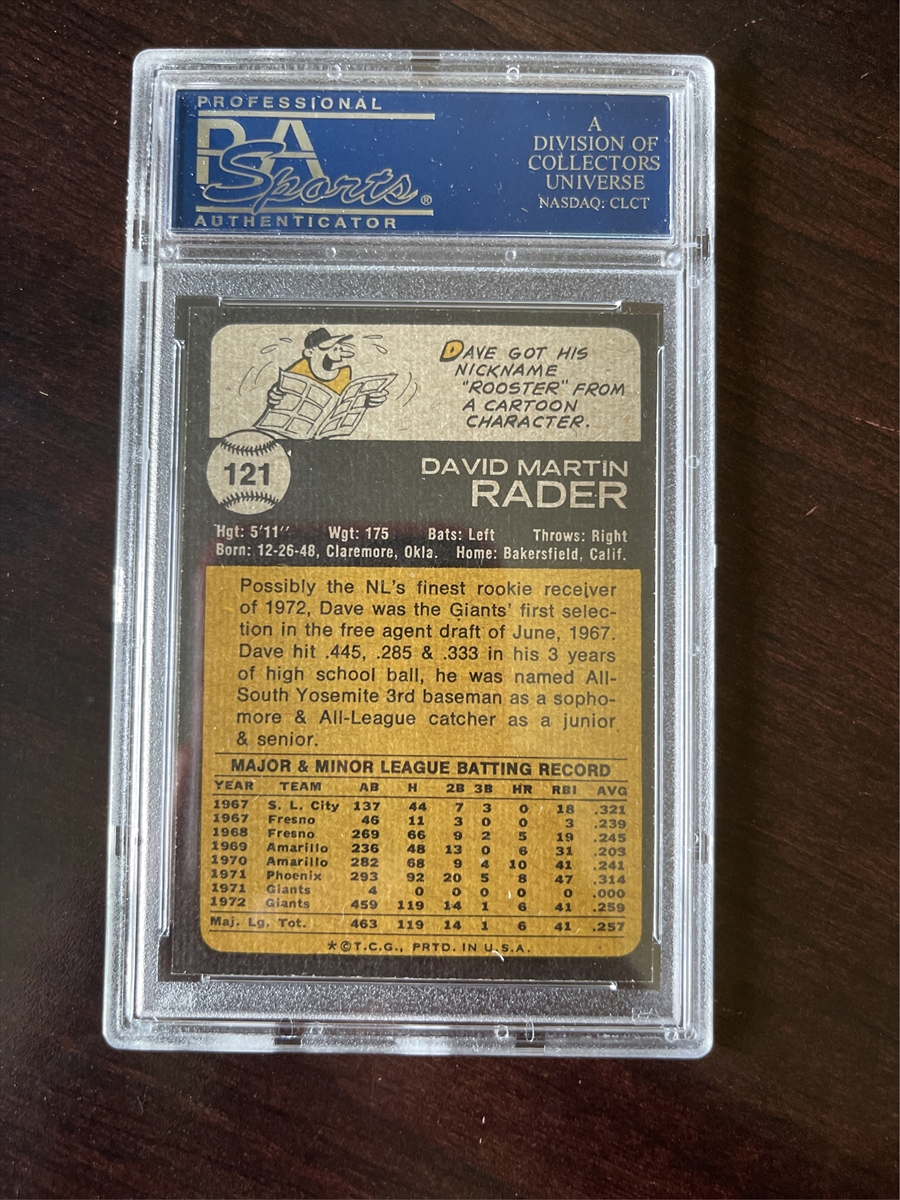 PROFESSIONAL
PSA
Sports®
AUTHENTICATOR
A
DIVISION OF
COLLECTORS
UNIVERSE
NASDAQ: CLCT
DAVE GOT HIS
NICKNAME
"ROOSTER" FROM
A CARTOON
CHARACTER.
121
DAVID MARTIN
RADER
Hgt: 5'11″ Wgt: 175 Bats: Left Throws: Right
Born: 12-26-48, Claremore, Okla. Home: Bakersfield, Calif.
Possibly the NL's finest rookie receiver
of 1972, Dave was the Giants' first selec-
tion in the free agent draft of June, 1967.
Dave hit .445, .285 & .333 in his 3 years
of high school ball, he was named All-
South Yosemite 3rd baseman as a sopho-
more & All-League catcher as a junior
& senior.
MAJOR & MINOR LEAGUE BATTING RECORD
YEAR TEAM AB H 2B 3B HR RBI AVG
1967 S. L. City 137 44 7 3 0 18 .321
1967 Fresno 46 11 3 0 0 3 .239
1968 Fresno 269 66 9 2 5 19 .245
1969 Amarillo 236 48 13 0 6 31 .203
1970 Amarillo 282 68 9 4 10 41 .241
1971 Phoenix 293 92 20 5 8 47 .314
1971 Giants 4 0 0 0 0 0 .000
1972 Giants 459 119 14 1 6 41 .259
Maj. Lg. Tot. 463 119 14 1 6 41 .257
*©T.C.G., PRTD. IN U.S.A.